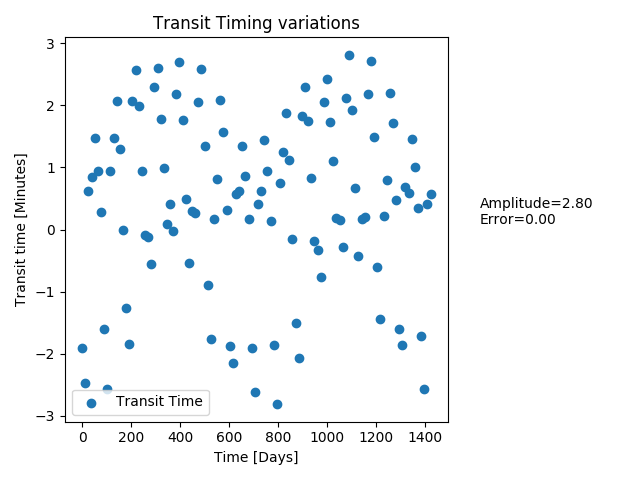 Transit Timing variations
3
2
1
0
−1
−2
−3
Transit time [Minutes]
Amplitude=2.80
Error=0.00
Transit Time
0
200
400
600
800
1000
1200
1400
Time [Days]